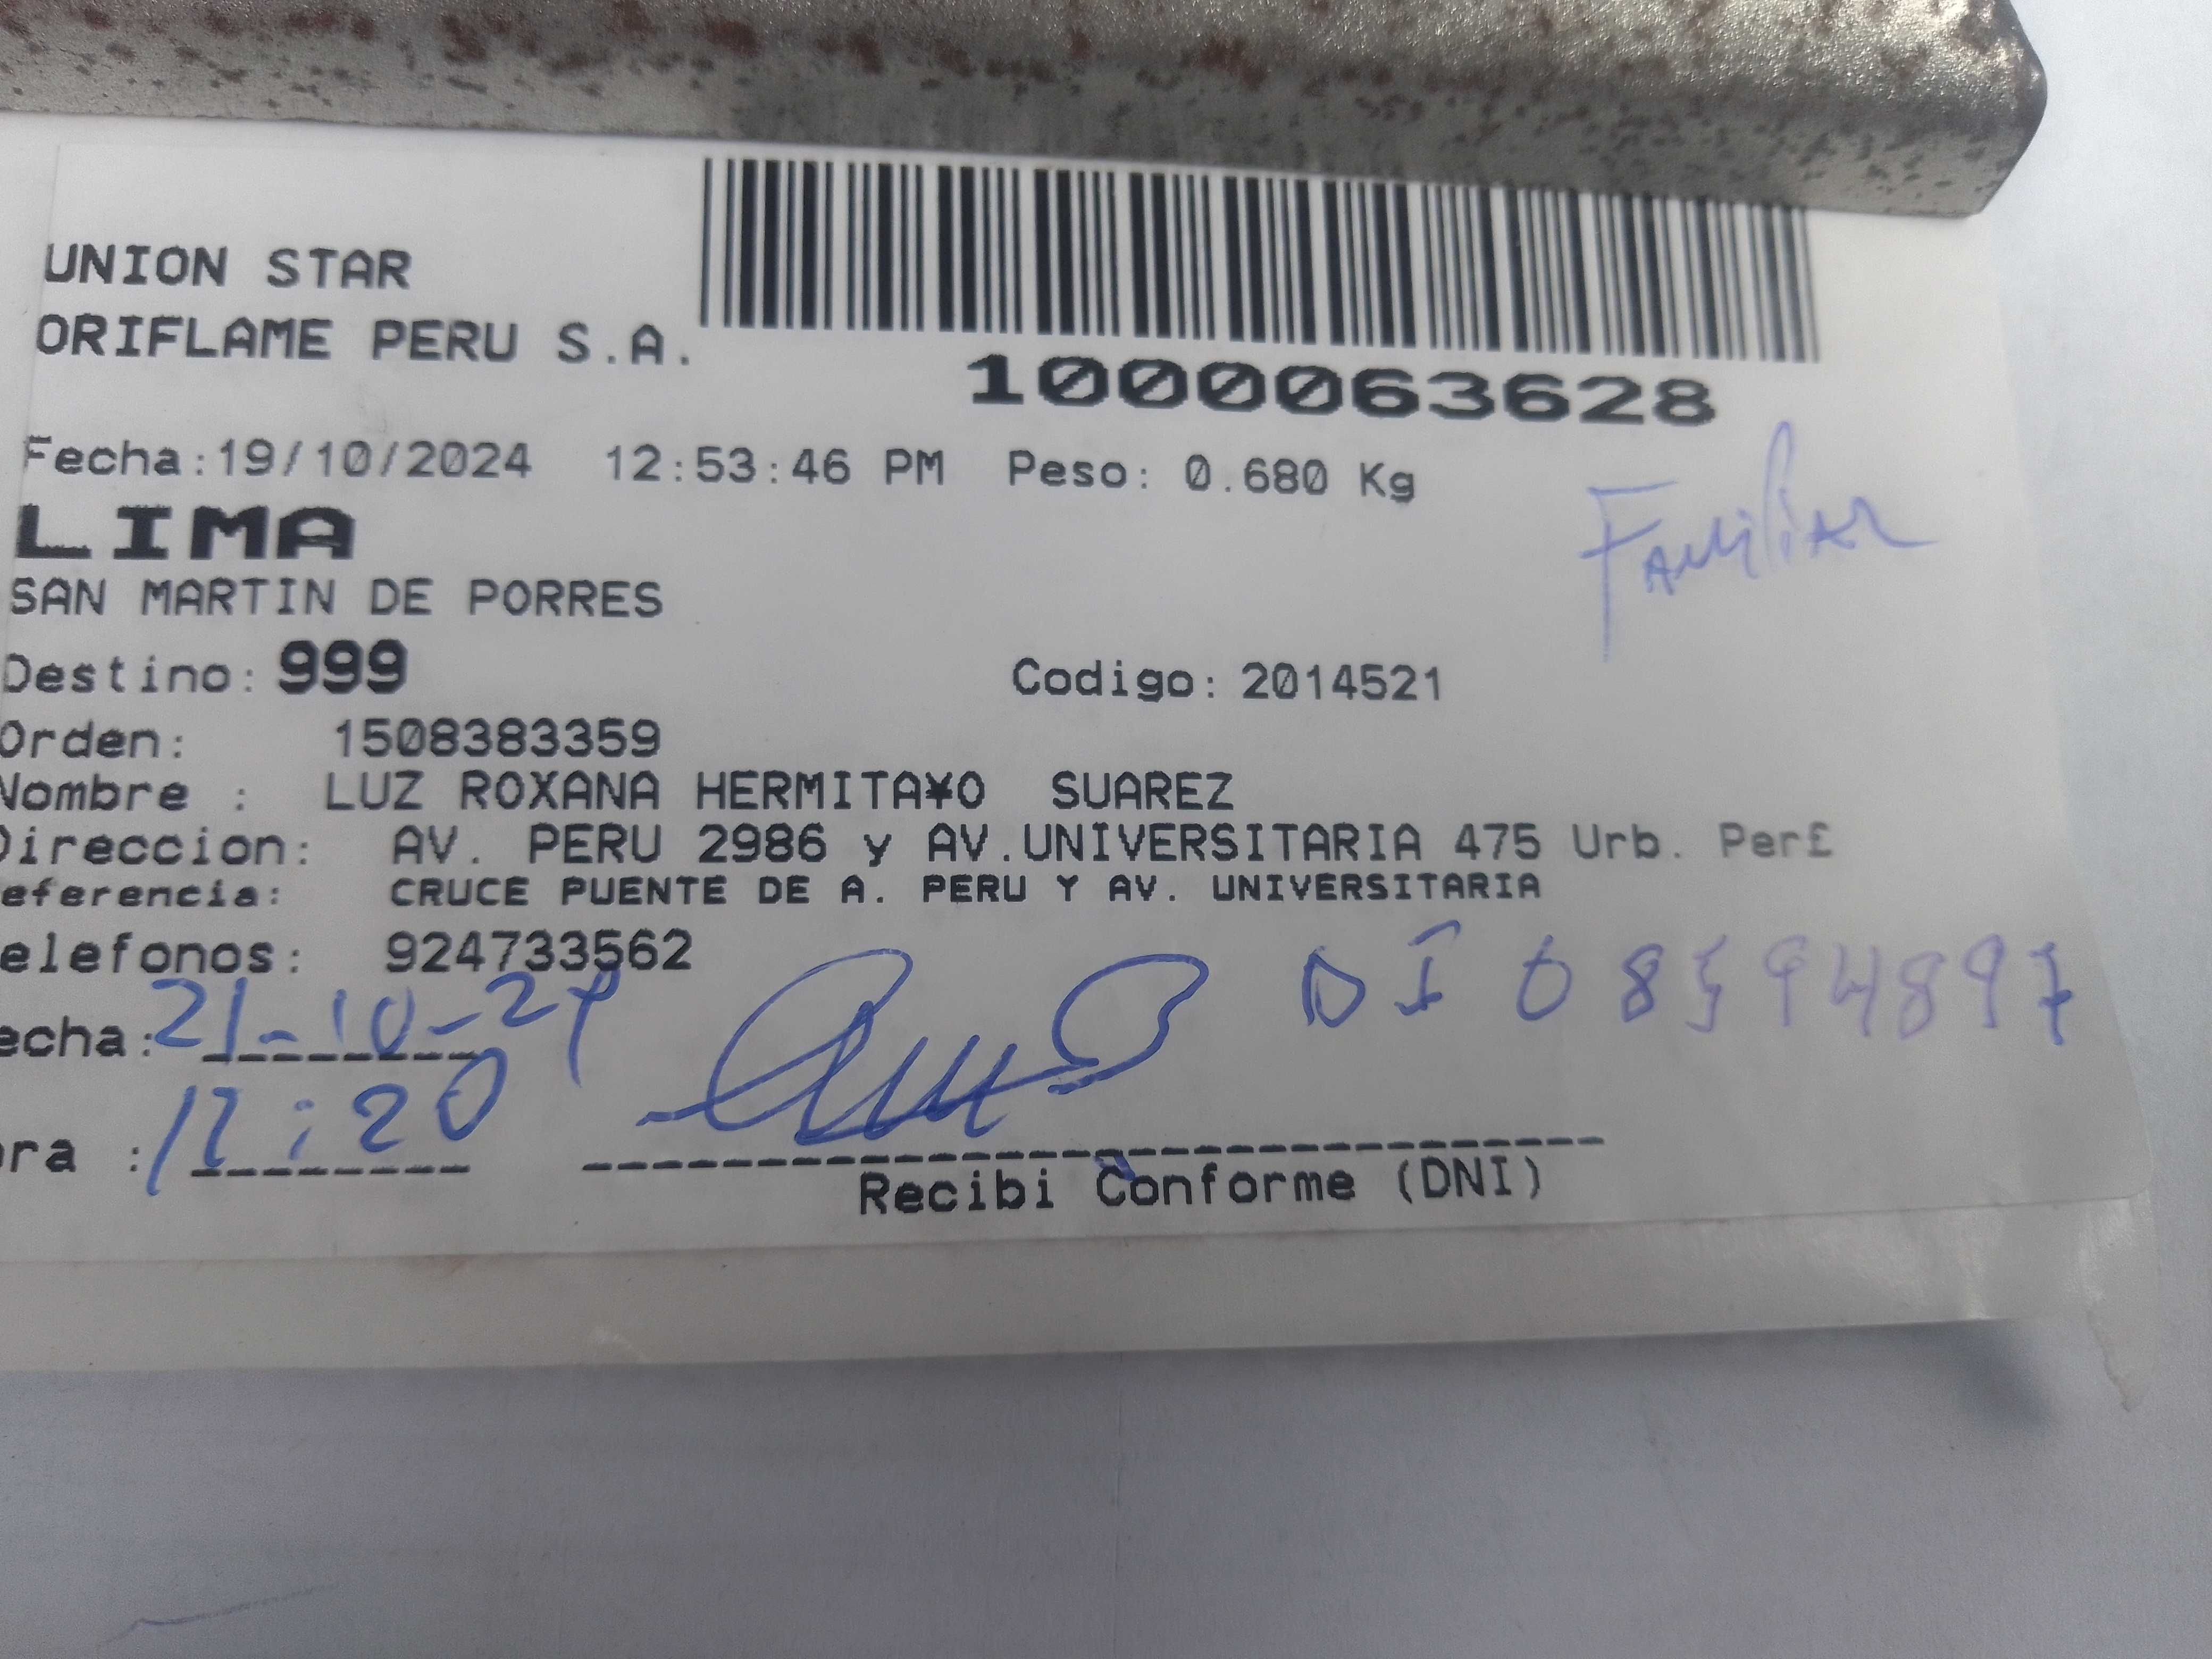 UNION STAR
ORIFLAME PERU S.A.
1000063628
Fecha:19/10/2024 12:53:46 PM Peso: 0.680 Kg
LIMA
Familiar
SAN MARTIN DE PORRES
Destino: 999 Codigo: 2014521
Orden: 1508383359
Nombre : LUZ ROXANA HERMITA¥O SUAREZ
Direccion: AV. PERU 2986 y AV.UNIVERSITARIA 475 Urb. Per£
eferencia: CRUCE PUENTE DE A. PERU Y AV. UNIVERSITARIA
elefonos: 924733562
echa: 21-10-24
ora : 12:20
Recibi Conforme (DNI)